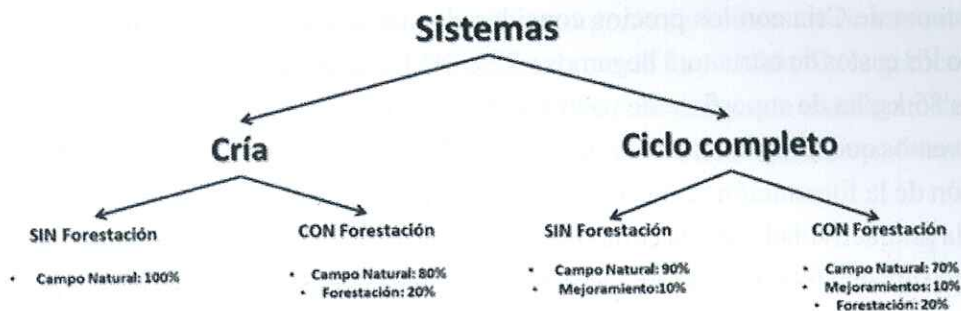 Sistemas
Cría
Ciclo completo
SIN Forestación
CON Forestación
SIN Forestación
CON Forestación
• Campo Natural: 100%
• Campo Natural: 80%
• Forestación: 20%
• Campo Natural: 90%
• Mejoramiento:10%
• Campo Natural: 70%
• Mejoramientos: 10%
• Forestación: 20%